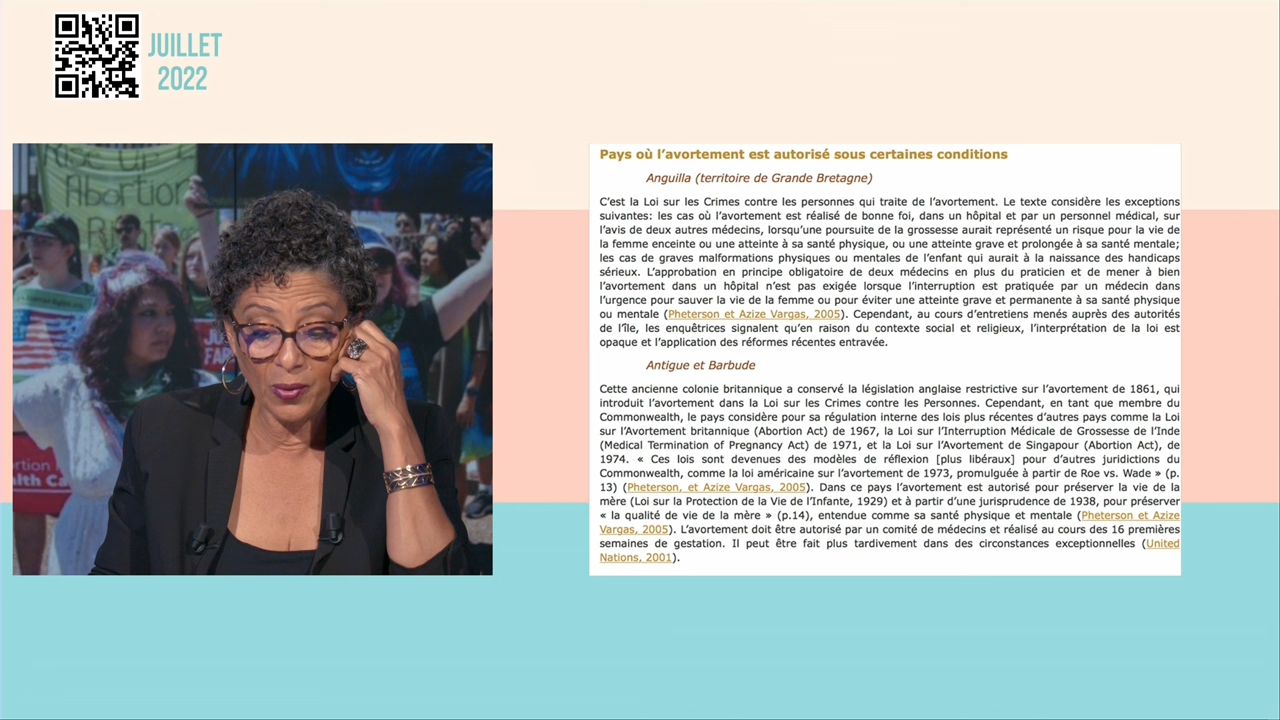 JUILLET
2022
Rise Up 4
Abortion
Pays où l’avortement est autorisé sous certaines conditions
Anguilla (territoire de Grande Bretagne)
C’est la Loi sur les Crimes contre les personnes qui traite de l’avortement. Le texte considère les exceptions
suivantes: les cas où l’avortement est réalisé de bonne foi, dans un hôpital et par un personnel médical, sur
l’avis de deux autres médecins, lorsqu’une poursuite de la grossesse aurait représenté un risque pour la vie de
la femme enceinte ou une atteinte à sa santé physique, ou une atteinte grave et prolongée à sa santé mentale;
les cas de graves malformations physiques ou mentales de l’enfant qui aurait à la naissance des handicaps
sérieux. L’approbation en principe obligatoire de deux médecins en plus du praticien et de mener à bien
l’avortement dans un hôpital n’est pas exigée lorsque l’interruption est pratiquée par un médecin dans
l’urgence pour sauver la vie de la femme ou pour éviter une atteinte grave et permanente à sa santé physique
ou mentale (Pheterson et Azize Vargas, 2005). Cependant, au cours d’entretiens menés auprès des autorités
de l’île, les enquêtrices signalent qu’en raison du contexte social et religieux, l’interprétation de la loi est
opaque et l’application des réformes récentes entravée.
Antigue et Barbude
Cette ancienne colonie britannique a conservé la législation anglaise restrictive sur l’avortement de 1861, qui
introduit l’avortement dans la Loi sur les Crimes contre les Personnes. Cependant, en tant que membre du
Commonwealth, le pays considère pour sa régulation interne des lois plus récentes d’autres pays comme la Loi
sur l’Avortement britannique (Abortion Act) de 1967, la Loi sur l’Interruption Médicale de Grossesse de l’Inde
(Medical Termination of Pregnancy Act) de 1971, et la Loi sur l’Avortement de Singapour (Abortion Act), de
1974. « Ces lois sont devenues des modèles de réflexion [plus libéraux] pour d’autres juridictions du
Commonwealth, comme la loi américaine sur l’avortement de 1973, promulguée à partir de Roe vs. Wade » (p.
13) (Pheterson, et Azize Vargas, 2005). Dans ce pays l’avortement est autorisé pour préserver la vie de la
mère (Loi sur la Protection de la Vie de l’Infante, 1929) et à partir d’une jurisprudence de 1938, pour préserver
« la qualité de vie de la mère » (p.14), entendue comme sa santé physique et mentale (Pheterson et Azize
Vargas, 2005). L’avortement doit être autorisé par un comité de médecins et réalisé au cours des 16 premières
semaines de gestation. Il peut être fait plus tardivement dans des circonstances exceptionnelles (United
Nations, 2001).